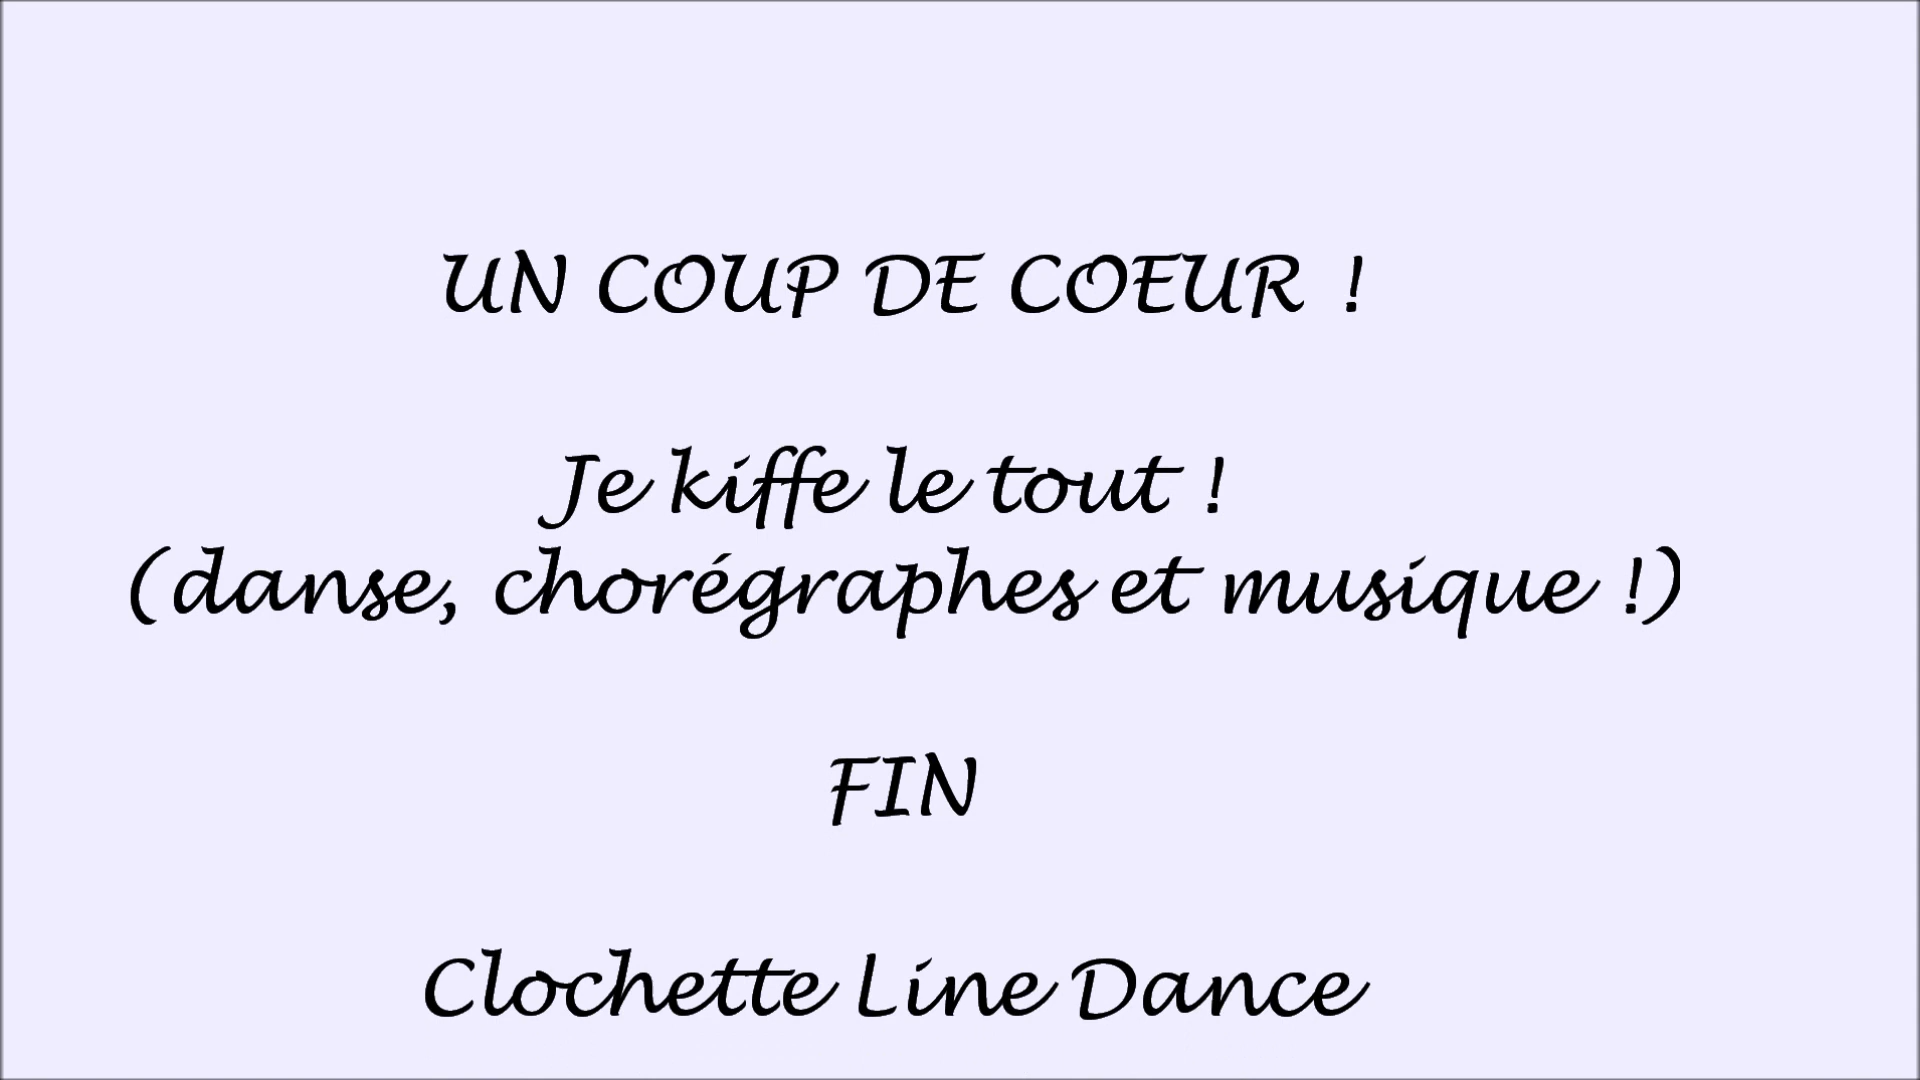 UN COUP DE COEUR !
Je kiffe le tout !
(danse, chorégraphes et musique !)
FIN
Clochette Line Dance